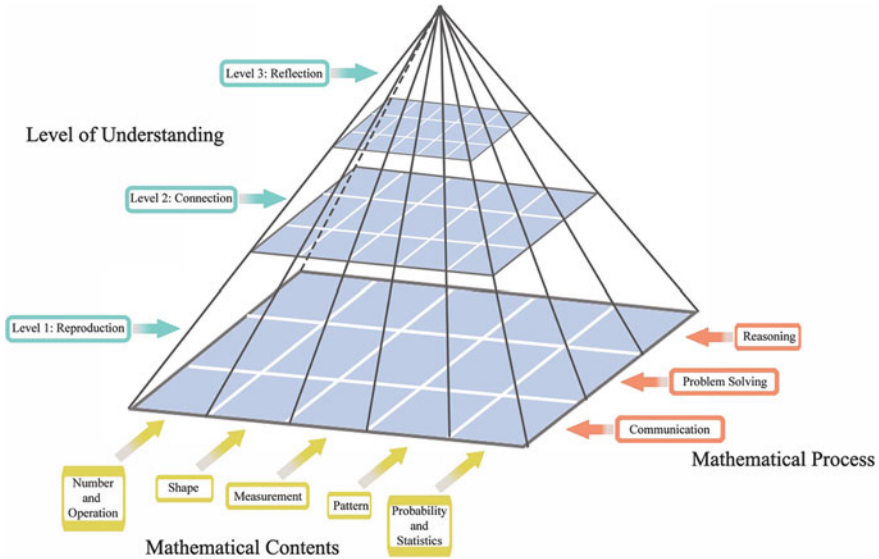 Level 3: Reflection
Level of Understanding
Level 2: Connection
Level 1: Reproduction
Reasoning
Problem Solving
Communication
Mathematical Process
Number
and
Operation
Shape
Measurement
Pattern
Probability
and
Statistics
Mathematical Contents